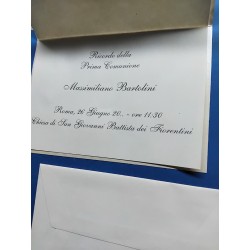 Ricordo della
Prima Comunione
Massimiliano Bartolini
Roma, 26 Giugno 20.. - ore 11:30
Chiesa di San Giovanni Battista dei Fiorentini